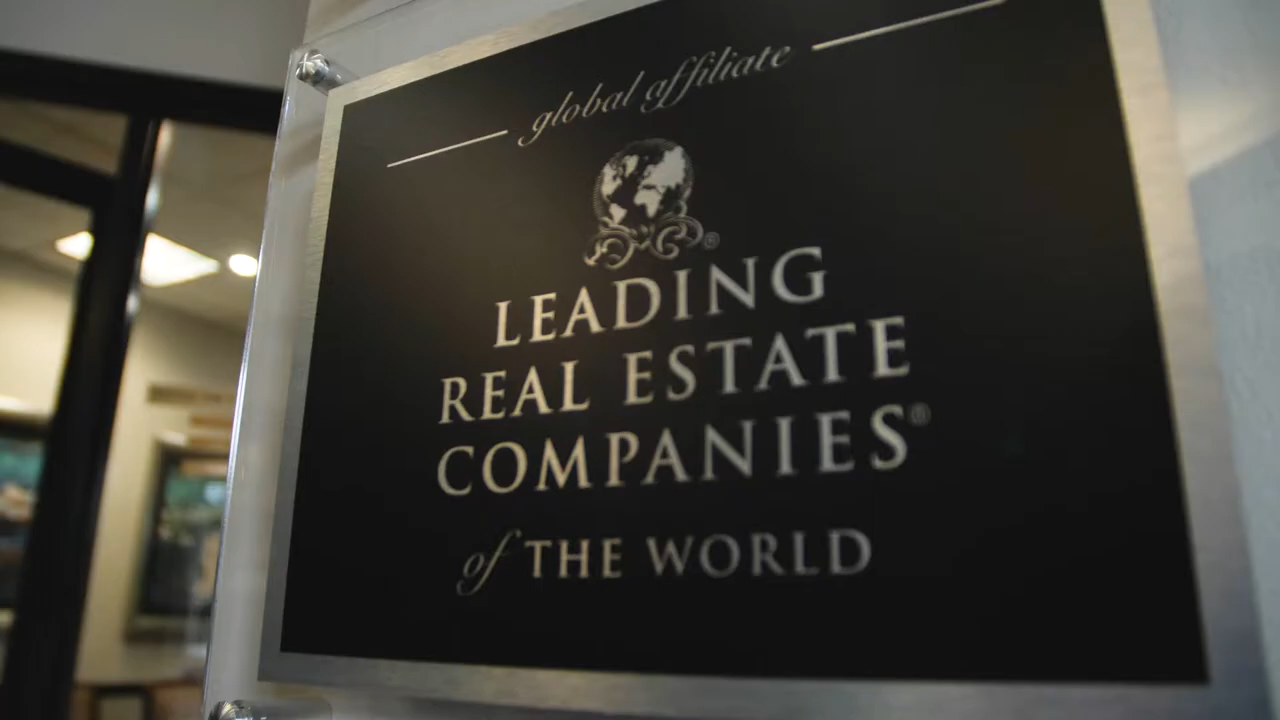 global affiliate
®
LEADING
REAL ESTATE
COMPANIES®
of THE WORLD